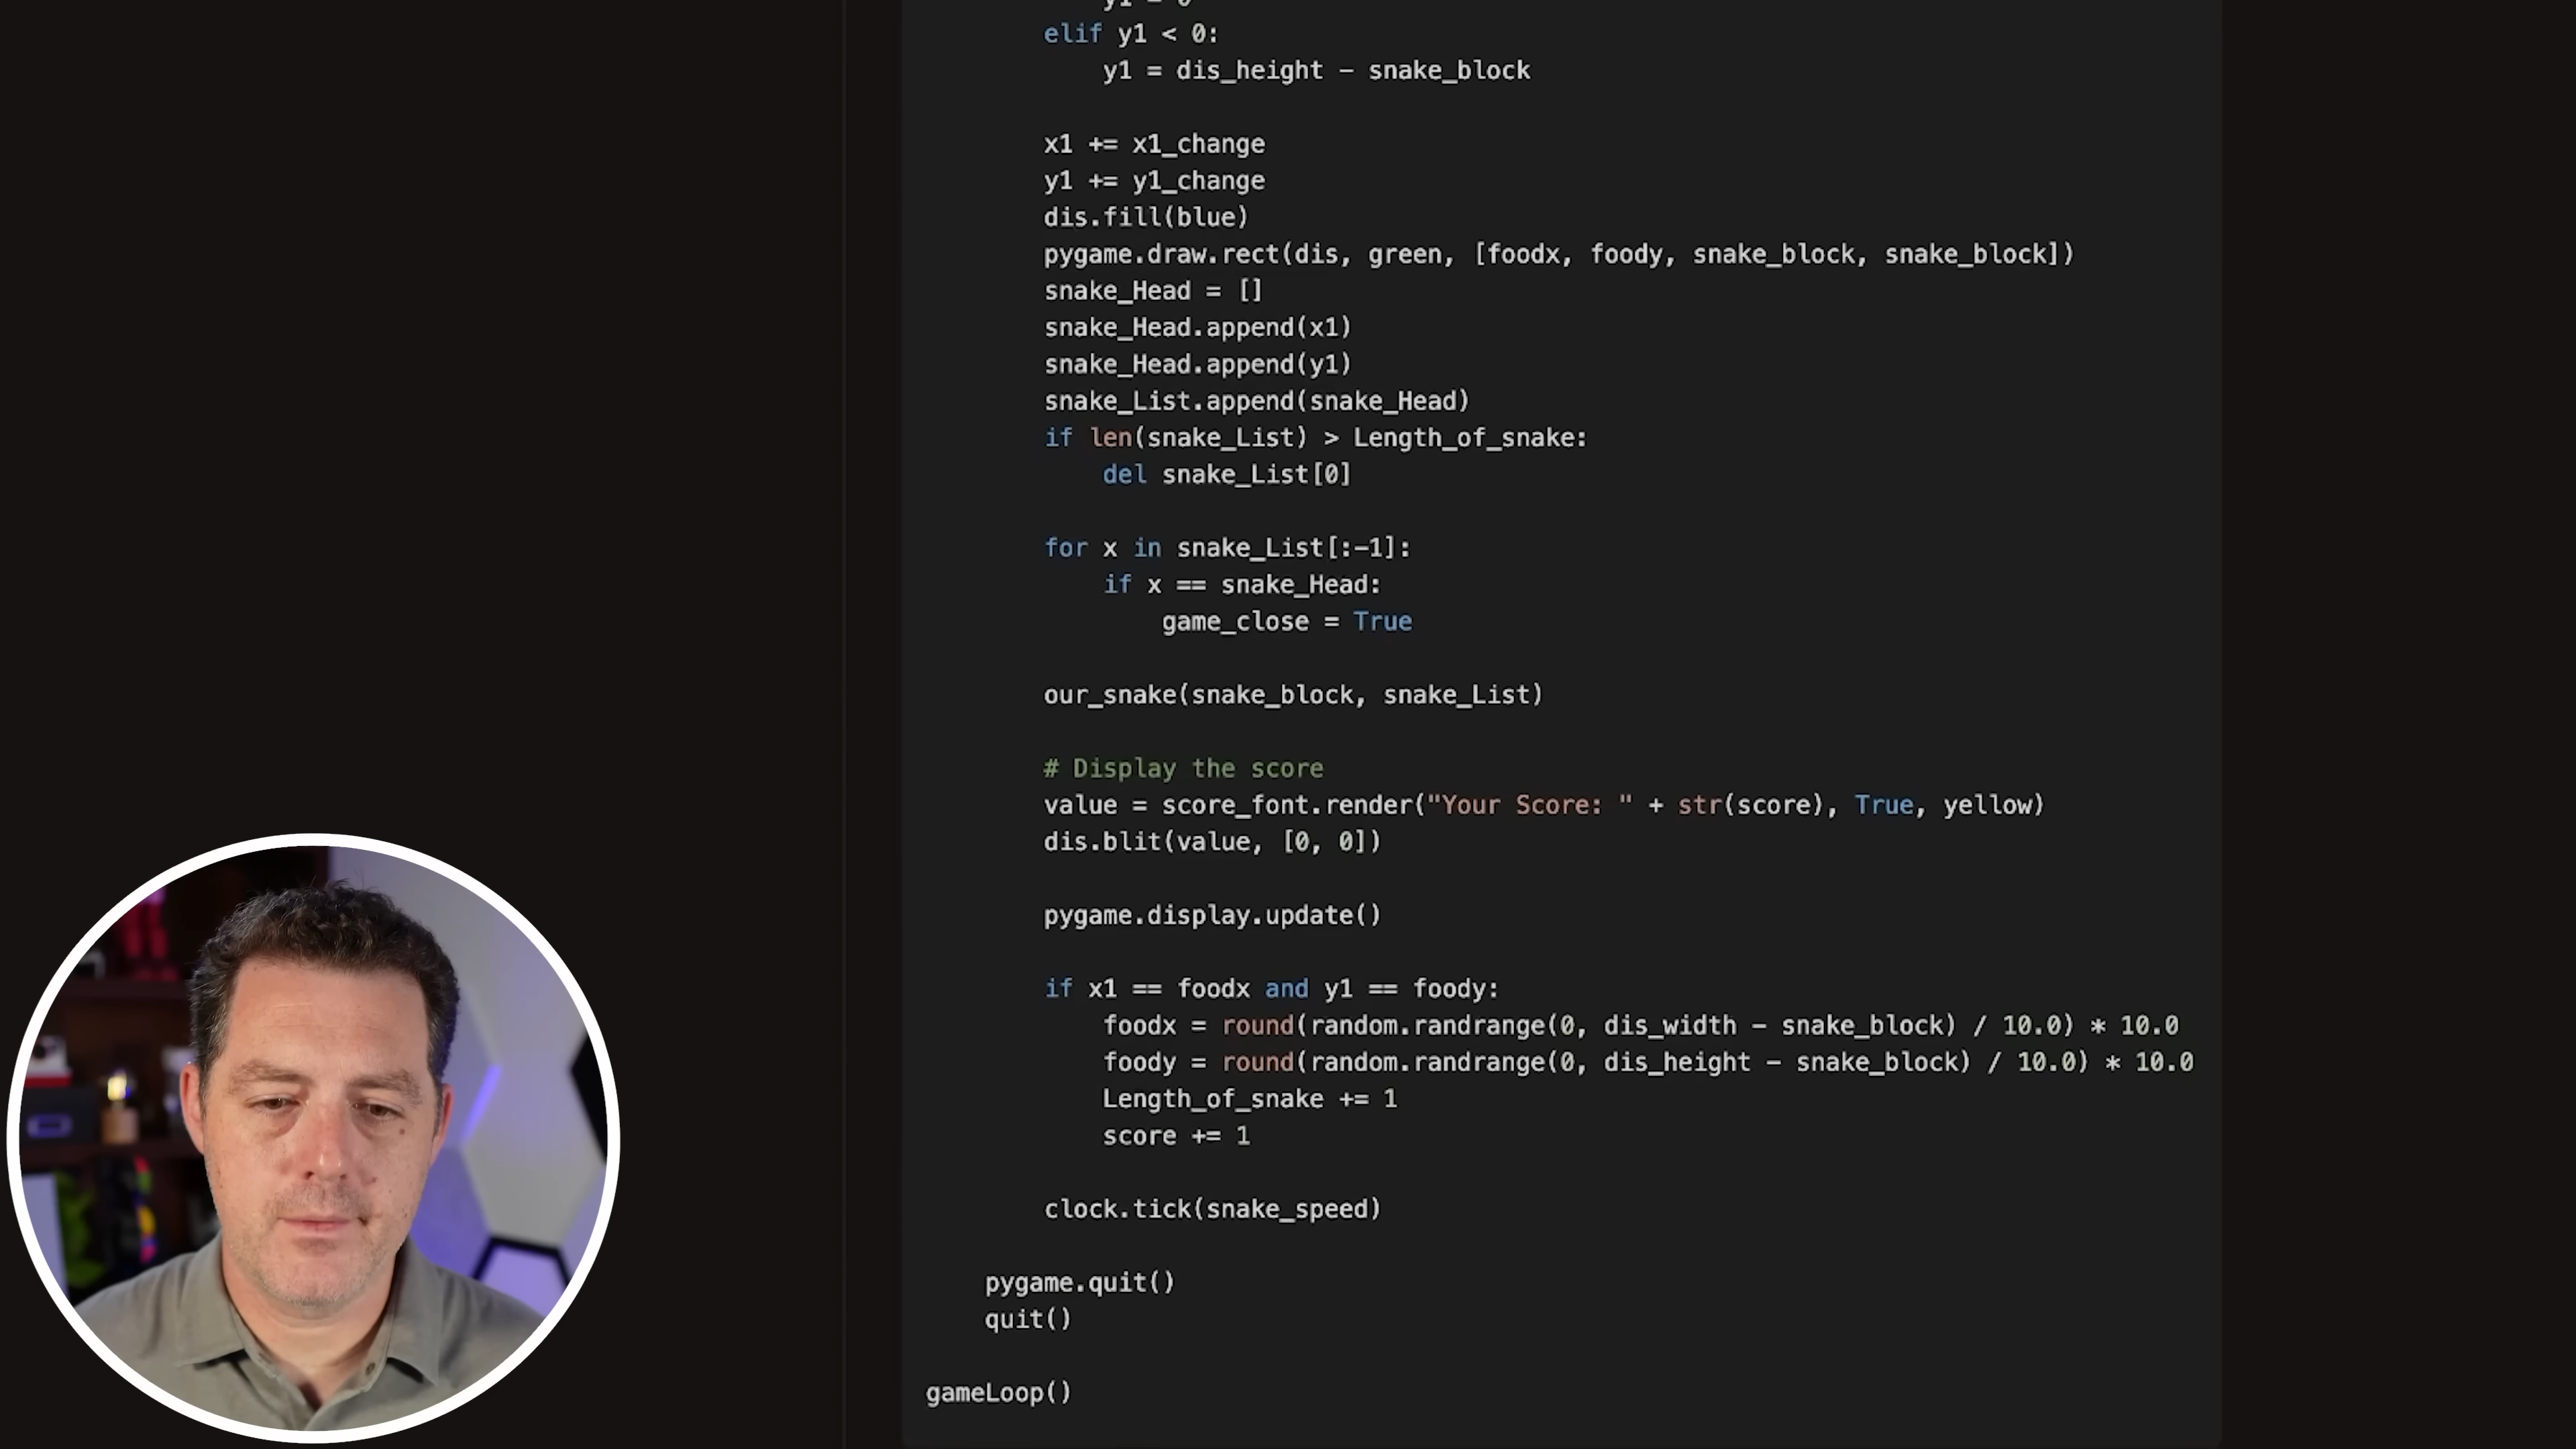 y1 = 0
elif y1 < 0:
y1 = dis_height - snake_block
x1 += x1_change
y1 += y1_change
dis.fill(blue)
pygame.draw.rect(dis, green, [foodx, foody, snake_block, snake_block])
snake_Head = []
snake_Head.append(x1)
snake_Head.append(y1)
snake_List.append(snake_Head)
if len(snake_List) > Length_of_snake:
del snake_List[0]
for x in snake_List[:-1]:
if x == snake_Head:
game_close = True
our_snake(snake_block, snake_List)
# Display the score
value = score_font.render("Your Score: " + str(score), True, yellow)
dis.blit(value, [0, 0])
pygame.display.update()
if x1 == foodx and y1 == foody:
foodx = round(random.randrange(0, dis_width - snake_block) / 10.0) * 10.0
foody = round(random.randrange(0, dis_height - snake_block) / 10.0) * 10.0
Length_of_snake += 1
score += 1
clock.tick(snake_speed)
pygame.quit()
quit()
gameLoop()